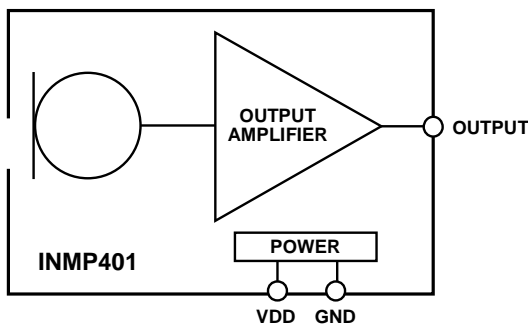 OUTPUT
AMPLIFIER
OUTPUT
POWER
INMP401
VDD GND